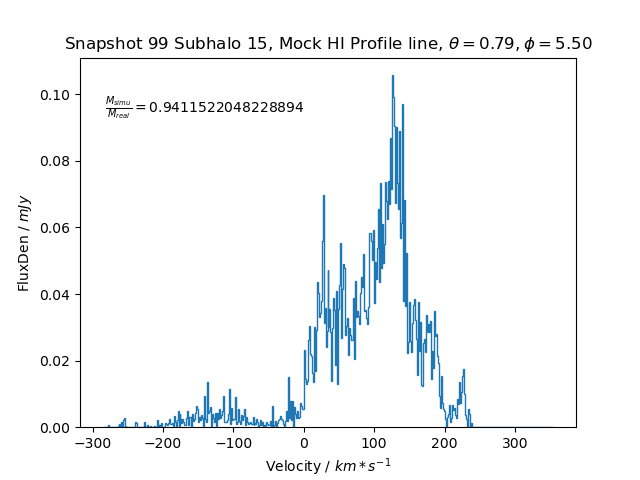 Snapshot 99 Subhalo 15, Mock HI Profile line, θ = 0.79, ϕ = 5.50
M_simu/M_real = 0.9411522048228894
FluxDen / mJy
0.10
0.08
0.06
0.04
0.02
0.00
−300 −200 −100 0 100 200 300
Velocity / km * s⁻¹